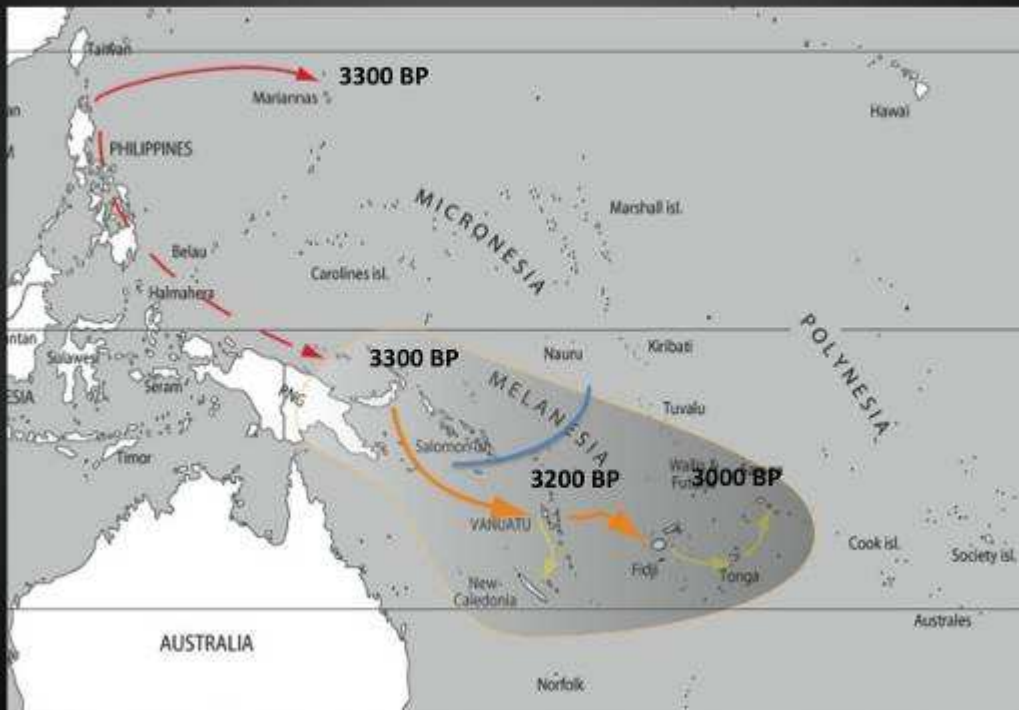 Taiwan
3300 BP
Mariannas
Hawai
PHILIPPINES
MICRONESIA
Marshall isl.
Belau
Carolines isl.
Halmahera
POLYNESIA
Sulawesi
Seram
PNG
3300 BP
Nauru
Kiribati
MELANESIA
Tuvalu
Salomon isl.
Timor
3200 BP
3000 BP
VANUATU
Fidji
Tonga
Cook isl.
Society isl.
New-
Caledonia
Australes
AUSTRALIA
Norfolk